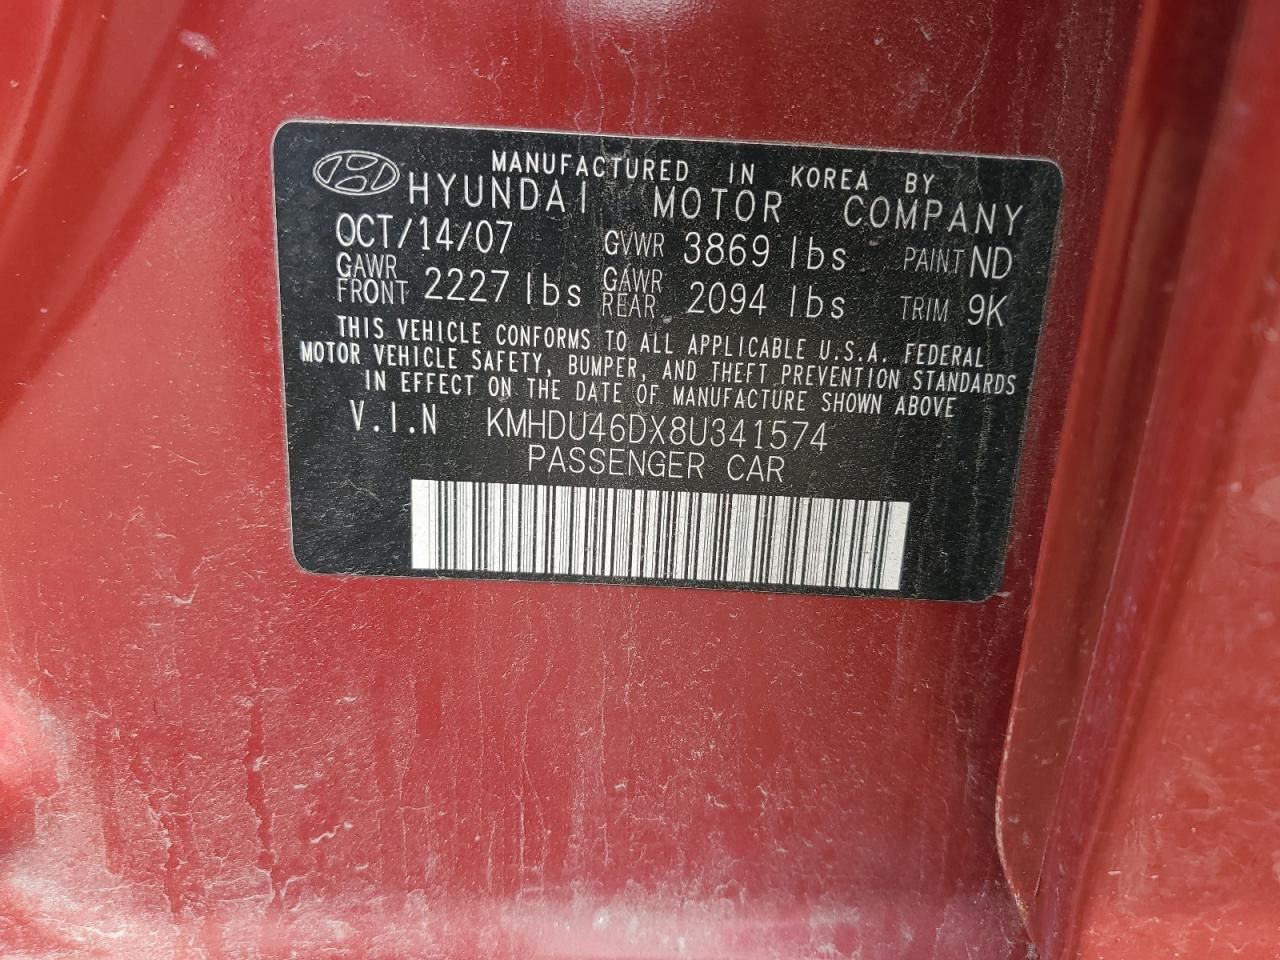 MANUFACTURED IN KOREA BY
HYUNDAI MOTOR COMPANY
OCT/14/07 GVWR 3869 lbs PAINT ND
GAWR FRONT 2227 lbs GAWR REAR 2094 lbs TRIM 9K
THIS VEHICLE CONFORMS TO ALL APPLICABLE U.S.A. FEDERAL
MOTOR VEHICLE SAFETY, BUMPER, AND THEFT PREVENTION STANDARDS
IN EFFECT ON THE DATE OF MANUFACTURE SHOWN ABOVE
V.I.N KMHDU46DX8U341574
PASSENGER CAR